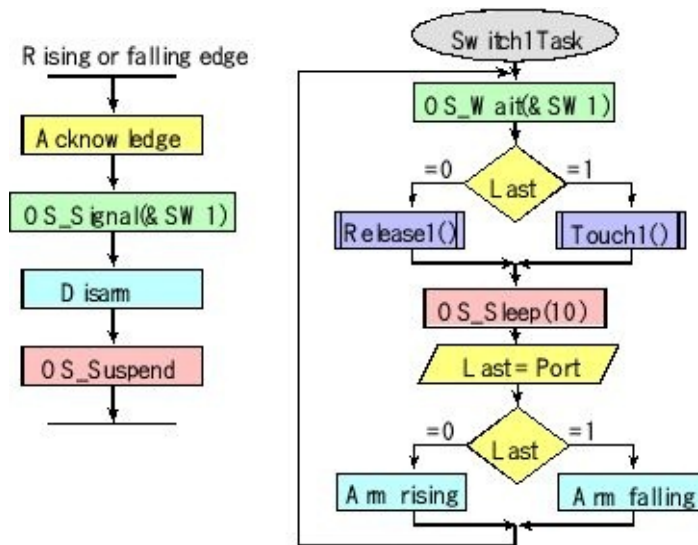 Rising or falling edge
Acknowledge
OS_Signal(&SW1)
Disarm
OS_Suspend
Switch1Task
OS_Wait(&SW1)
=0
Last
=1
Release1()
Touch1()
OS_Sleep(10)
Last=Port
=0
Last
=1
Arm rising
Arm falling